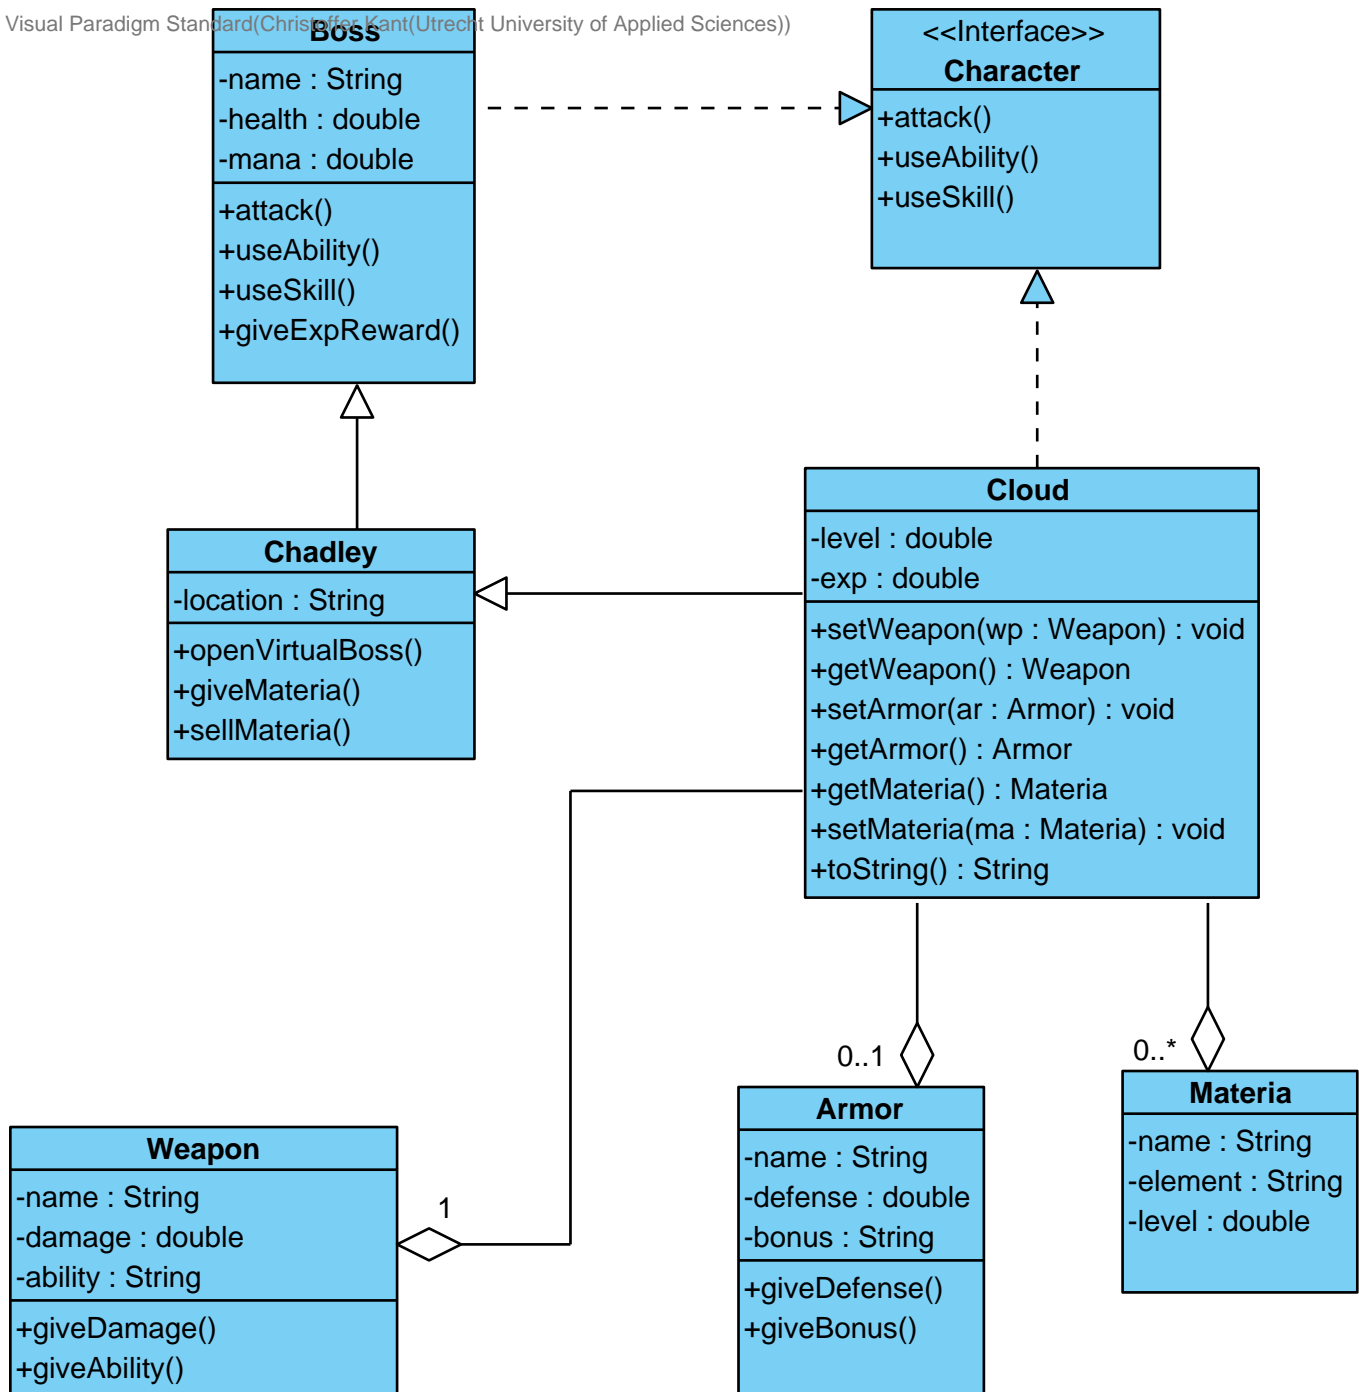 Visual Paradigm Standard(Christoffer Kant(Utrecht University of Applied Sciences))
Boss
-name : String
-health : double
-mana : double
+attack()
+useAbility()
+useSkill()
+giveExpReward()
<<Interface>>
Character
+attack()
+useAbility()
+useSkill()
Chadley
-location : String
+openVirtualBoss()
+giveMateria()
+sellMateria()
Cloud
-level : double
-exp : double
+setWeapon(wp : Weapon) : void
+getWeapon() : Weapon
+setArmor(ar : Armor) : void
+getArmor() : Armor
+getMateria() : Materia
+setMateria(ma : Materia) : void
+toString() : String
1
0..1
0..*
Weapon
-name : String
-damage : double
-ability : String
+giveDamage()
+giveAbility()
Armor
-name : String
-defense : double
-bonus : String
+giveDefense()
+giveBonus()
Materia
-name : String
-element : String
-level : double